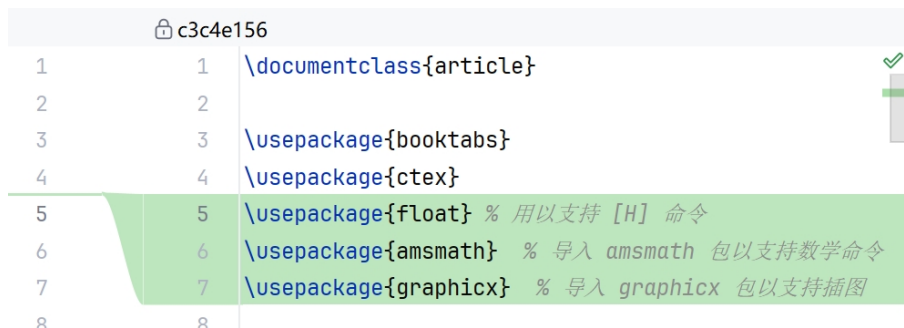 c3c4e156
1 1 \documentclass{article}
2 2
3 3 \usepackage{booktabs}
4 4 \usepackage{ctex}
5 5 \usepackage{float} % 用以支持 [H] 命令
6 6 \usepackage{amsmath}  % 导入 amsmath 包以支持数学命令
7 7 \usepackage{graphicx}  % 导入 graphicx 包以支持插图
8 8